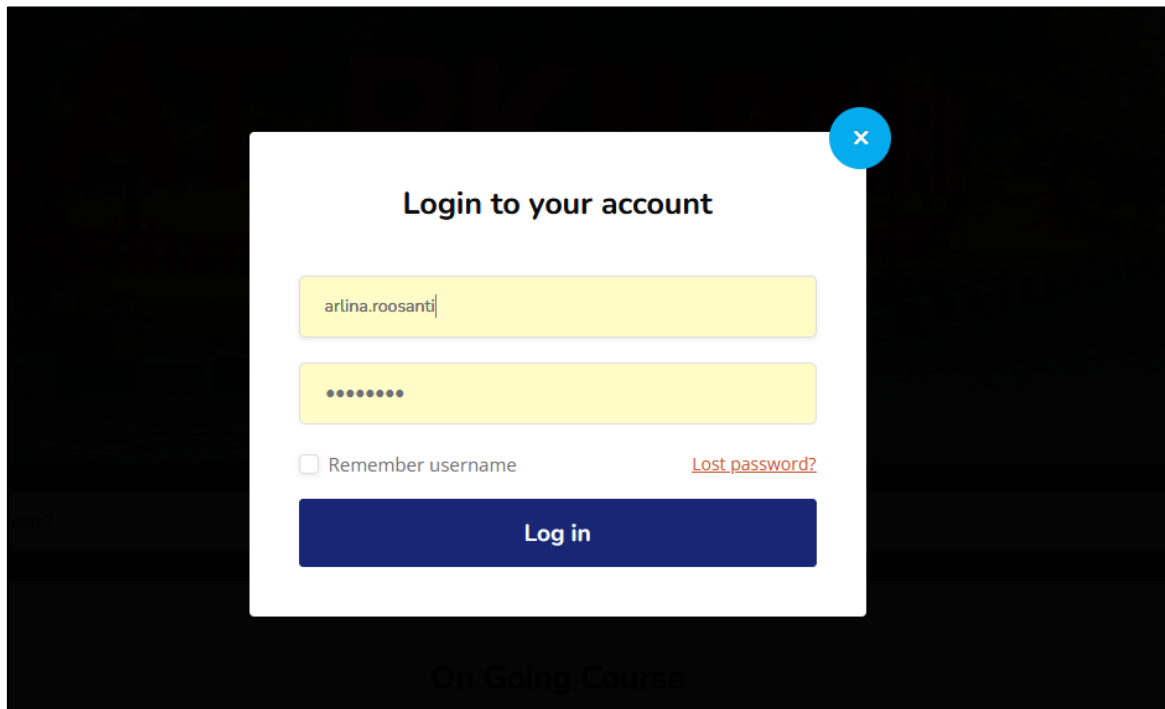 Login to your account
arlina.roosanti
Remember username
Lost password?
Log in
On Going Course